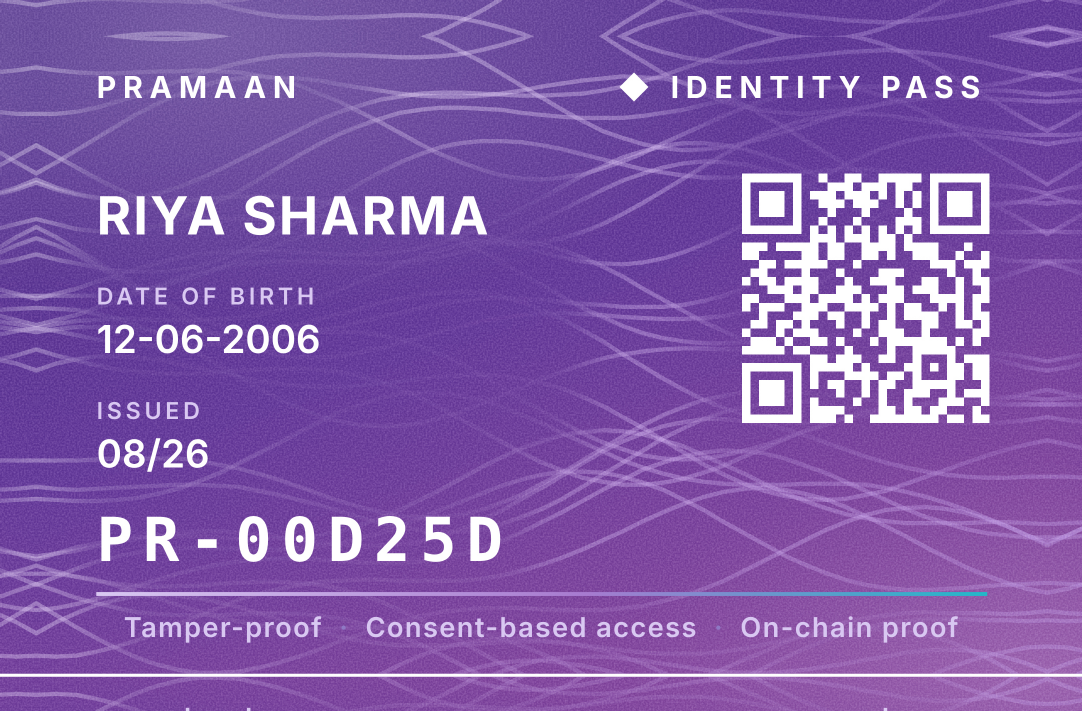 PRAMAAN
◆ IDENTITY PASS
RIYA SHARMA
DATE OF BIRTH
12-06-2006
ISSUED
08/26
PR-00D25D
Tamper-proof · Consent-based access · On-chain proof